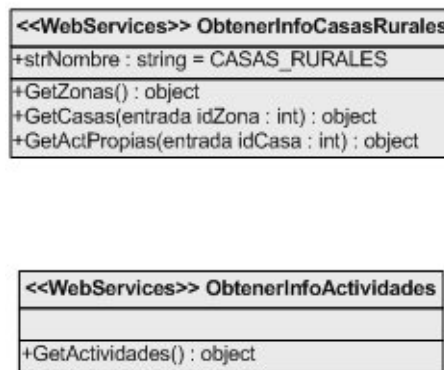 <<WebServices>> ObtenerInfoCasasRurales
+strNombre : string = CASAS_RURALES
+GetZonas() : object
+GetCasas(entrada idZona : int) : object
+GetActPropias(entrada idCasa : int) : object
<<WebServices>> ObtenerInfoActividades
+GetActividades() : object